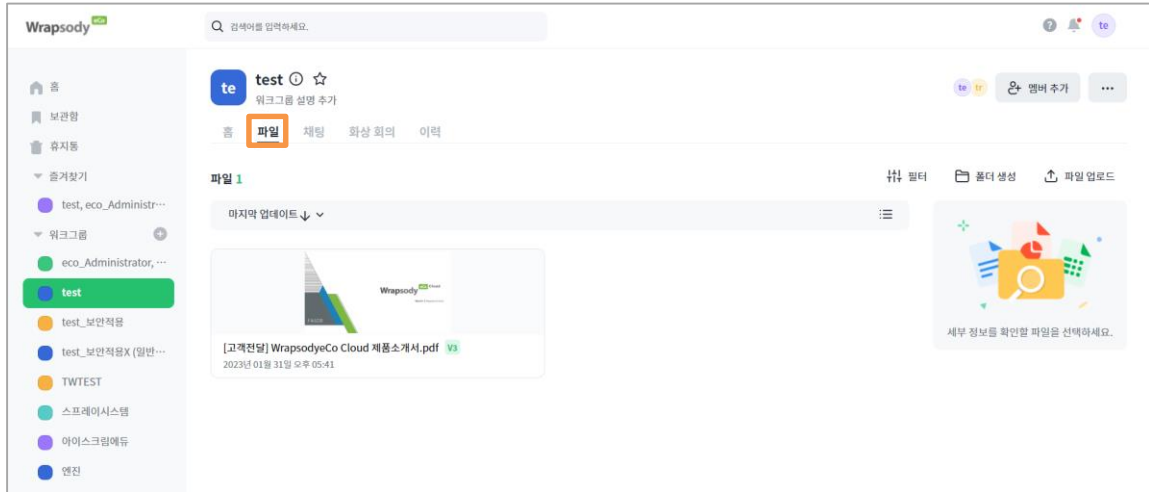 Wrapsody eCo
검색어를 입력하세요.
te
홈
보관함
휴지통
즐겨찾기
test, eco_Administr…
워크그룹
eco_Administrator, …
test
test_보안적용
test_보안적용X (일반…
TWTEST
스프레이시스템
아이스크림에듀
엔진
te
test
워크그룹 설명 추가
te tr
멤버 추가
홈 파일 채팅 화상 회의 이력
파일 1
필터 폴더 생성 파일 업로드
마지막 업데이트
Wrapsody
[고객전달] WrapsodyeCo Cloud 제품소개서.pdf V3
2023년 01월 31일 오후 05:41
세부 정보를 확인할 파일을 선택하세요.